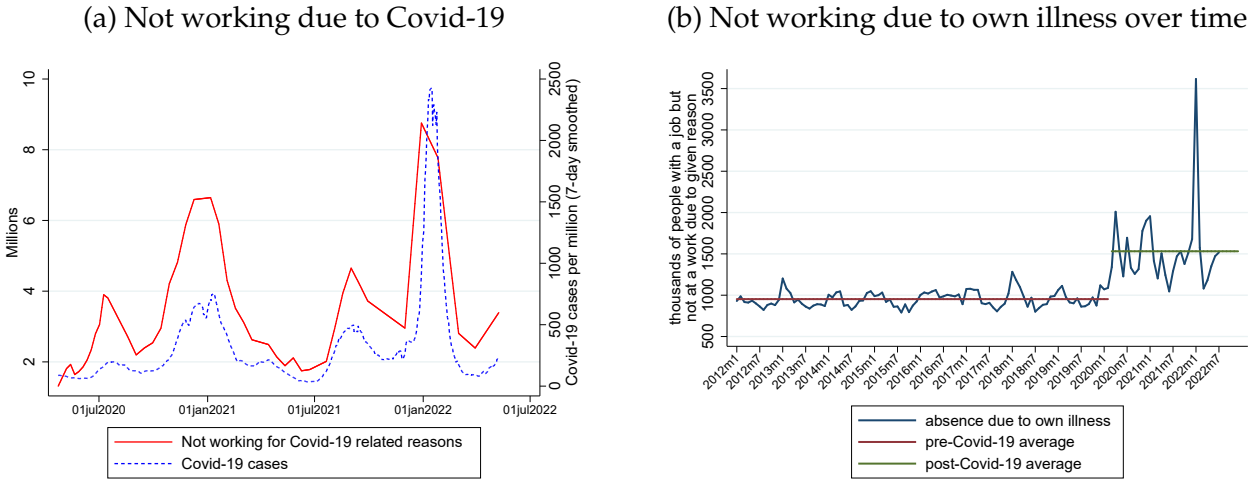 (a) Not working due to Covid-19
10
8
6
4
2
Millions
2500
2000
1500
1000
500
0
Covid-19 cases per million (7-day smoothed)
01jul2020
01jan2021
01jul2021
01jan2022
01jul2022
Not working for Covid-19 related reasons
Covid-19 cases
(b) Not working due to own illness over time
thousands of people with a job but
not at a work due to given reason
3500
3000
2500
2000
1500
1000
500
2012m1
2012m7
2013m1
2013m7
2014m1
2014m7
2015m1
2015m7
2016m1
2016m7
2017m1
2017m7
2018m1
2018m7
2019m1
2019m7
2020m1
2020m7
2021m1
2021m7
2022m1
2022m7
absence due to own illness
pre-Covid-19 average
post-Covid-19 average